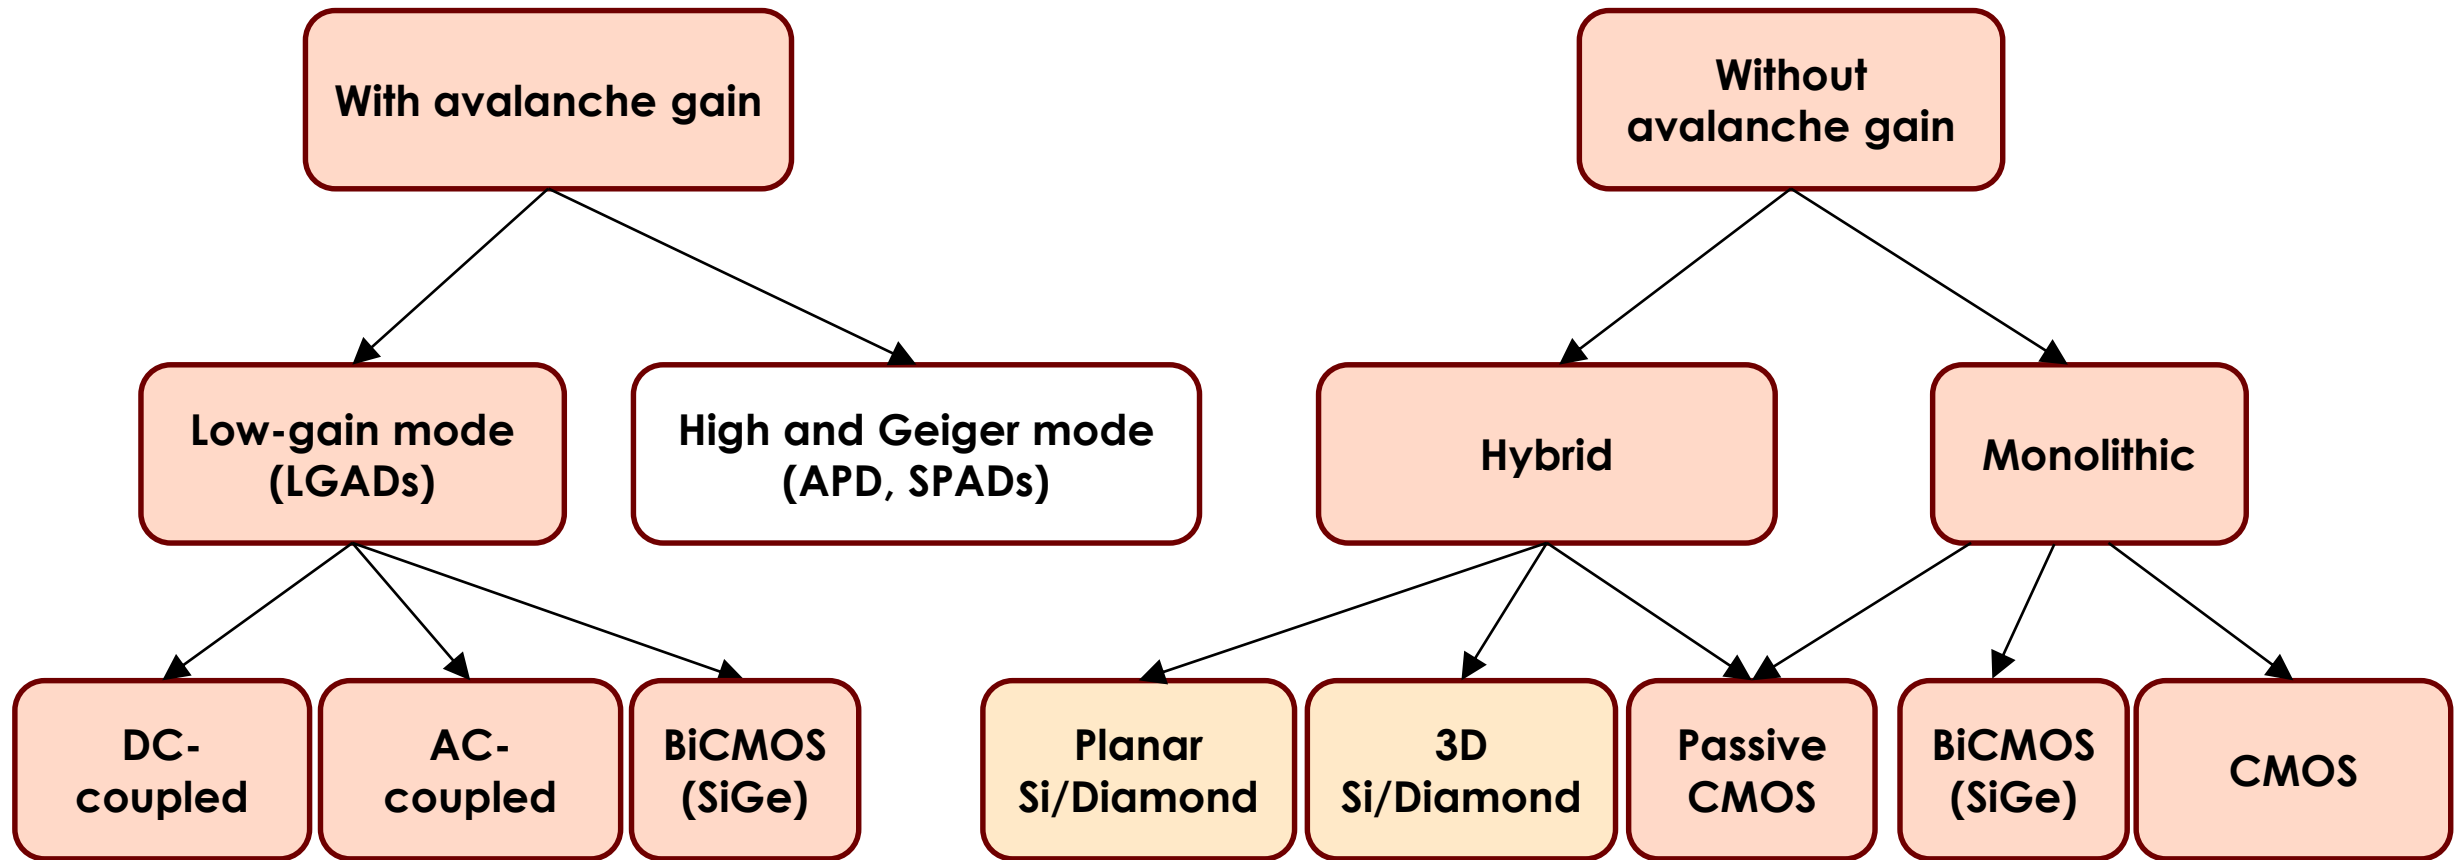 With avalanche gain
Without
avalanche gain
Low-gain mode
(LGADs)
High and Geiger mode
(APD, SPADs)
Hybrid
Monolithic
DC-
coupled
AC-
coupled
BiCMOS
(SiGe)
Planar
Si/Diamond
3D
Si/Diamond
Passive
CMOS
BiCMOS
(SiGe)
CMOS